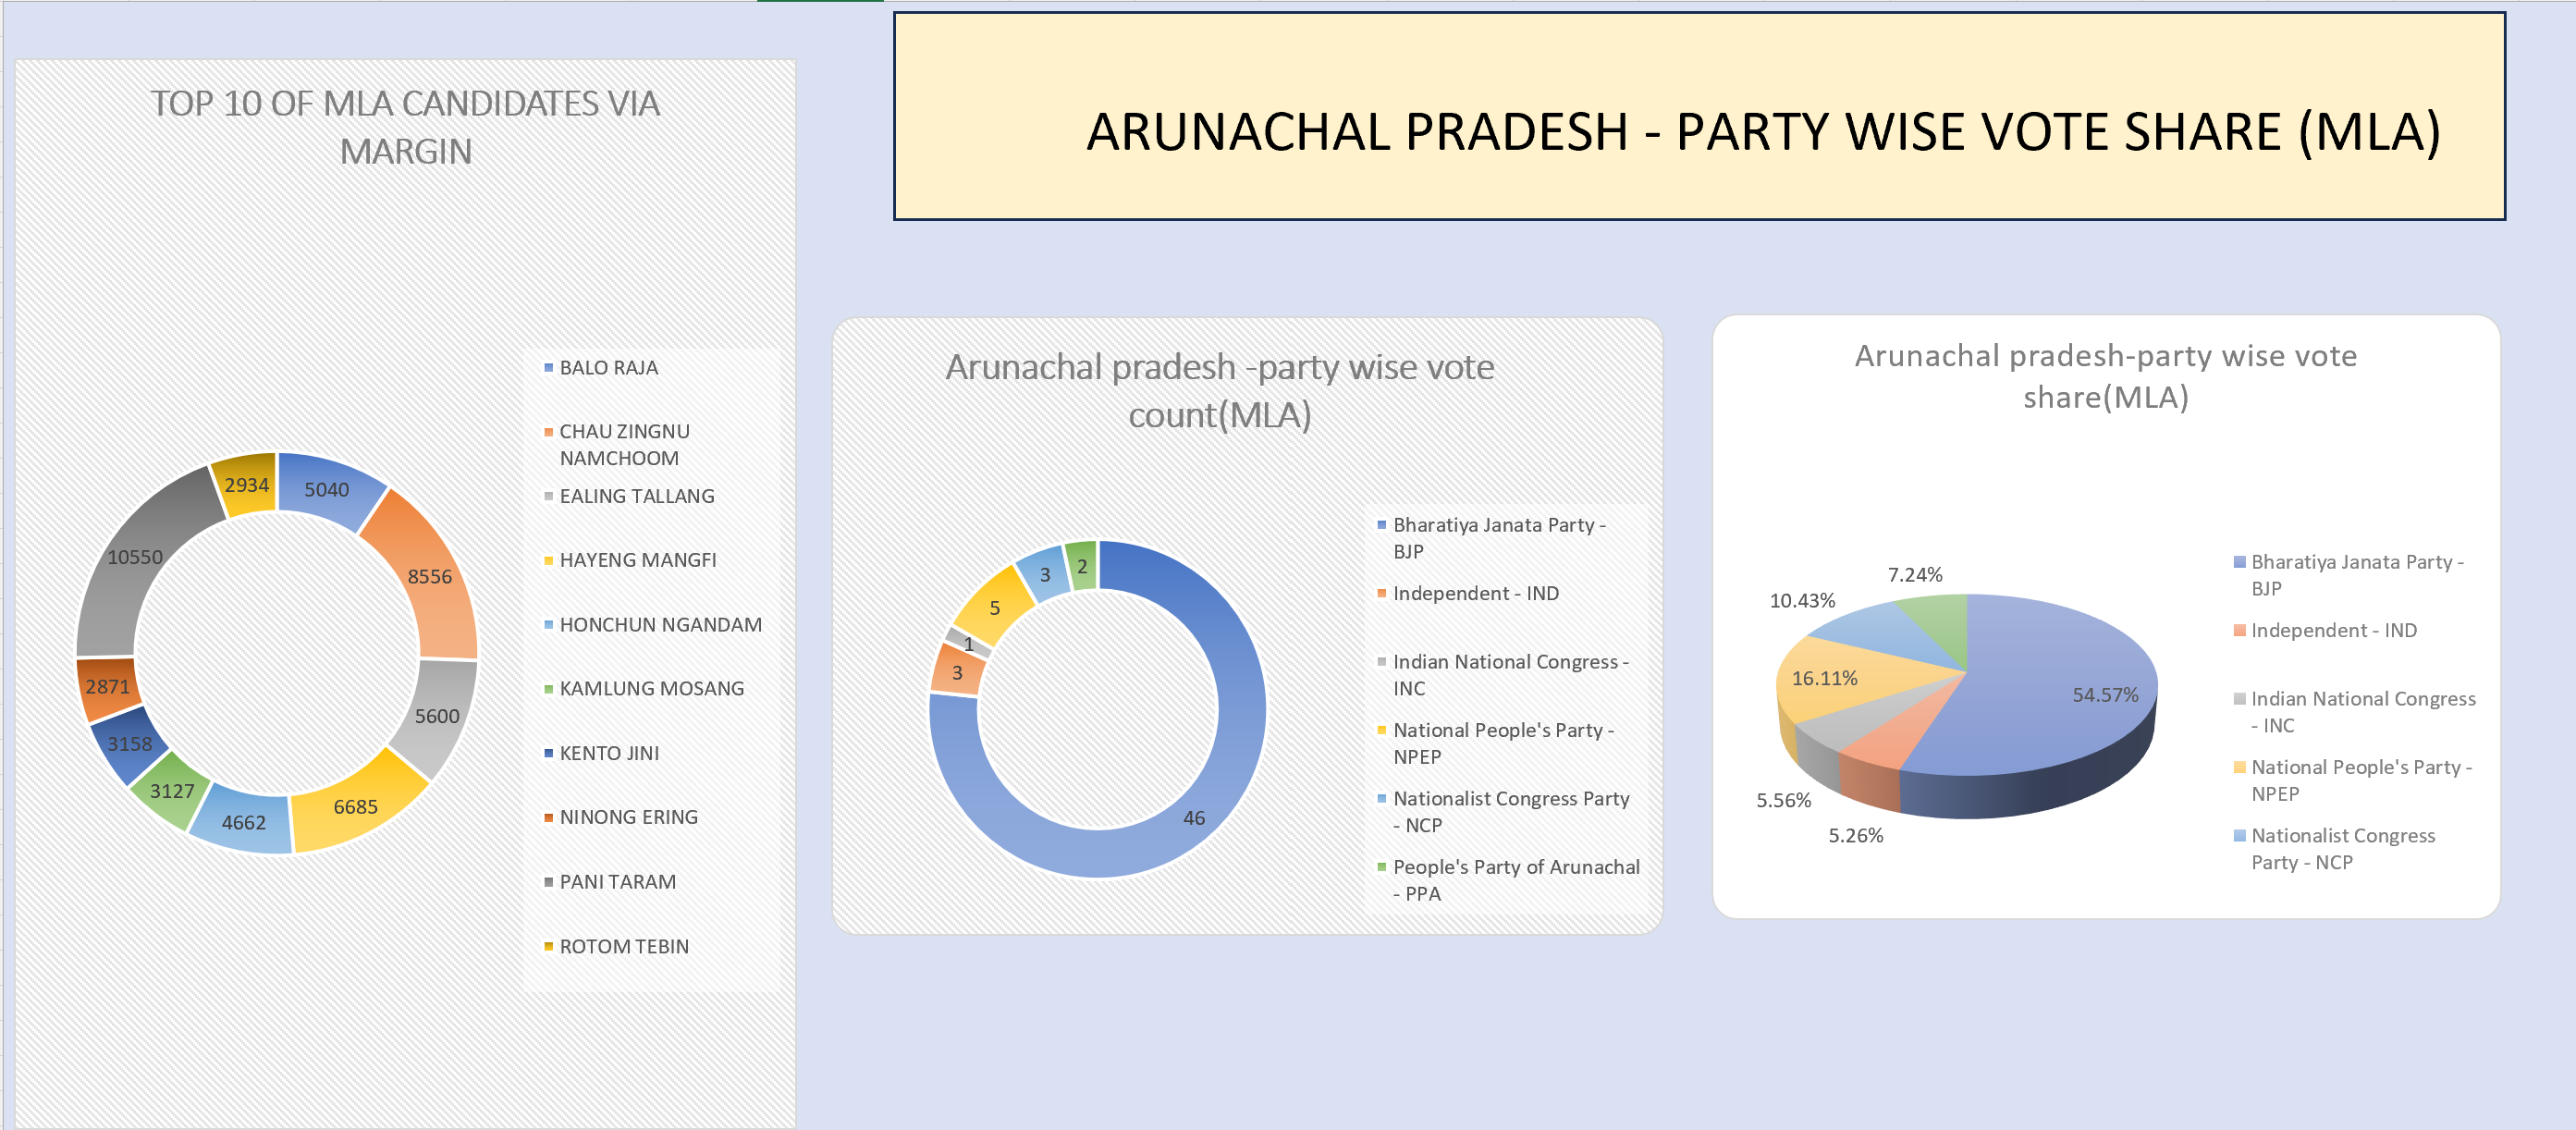 ARUNACHAL PRADESH - PARTY WISE VOTE SHARE (MLA)
TOP 10 OF MLA CANDIDATES VIA
MARGIN
BALO RAJA
CHAU ZINGNU
NAMCHOOM
EALING TALLANG
HAYENG MANGFI
HONCHUN NGANDAM
KAMLUNG MOSANG
KENTO JINI
NINONG ERING
PANI TARAM
ROTOM TEBIN
5040
8556
5600
6685
4662
3127
3158
2871
10550
2934
Arunachal pradesh -party wise vote
count(MLA)
Bharatiya Janata Party -
BJP
Independent - IND
Indian National Congress -
INC
National People's Party -
NPEP
Nationalist Congress Party
- NCP
People's Party of Arunachal
- PPA
46
3
1
5
3
2
Arunachal pradesh-party wise vote
share(MLA)
54.57%
5.26%
5.56%
16.11%
10.43%
7.24%
Bharatiya Janata Party -
BJP
Independent - IND
Indian National Congress
- INC
National People's Party -
NPEP
Nationalist Congress
Party - NCP